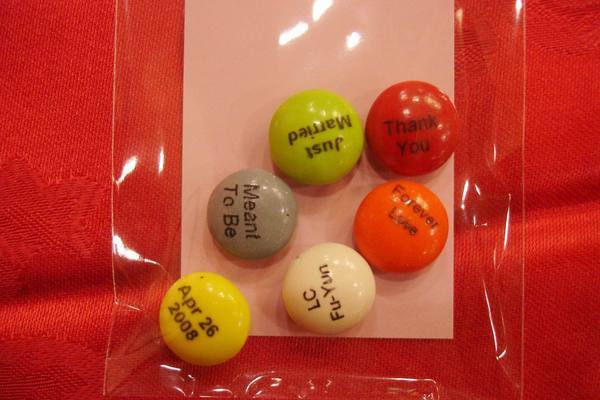 Just
Married
Thank
You
Meant
To Be
Forever
Love
LC
Fu-Yun
Apr 26
2008